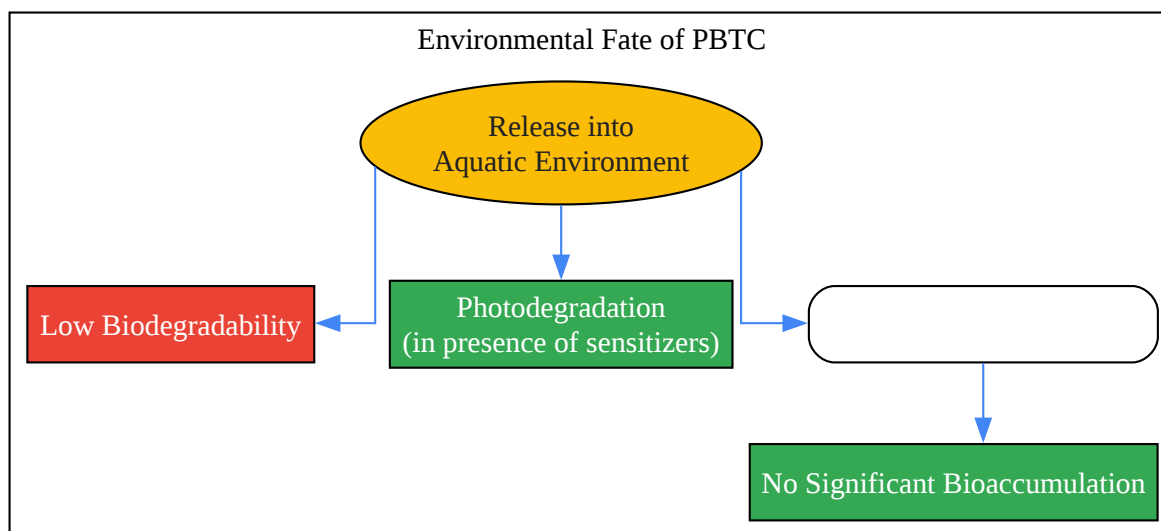 Environmental Fate of PBTC
Release into
Aquatic Environment
Low Biodegradability
Photodegradation
(in presence of sensitizers)
No Significant Bioaccumulation